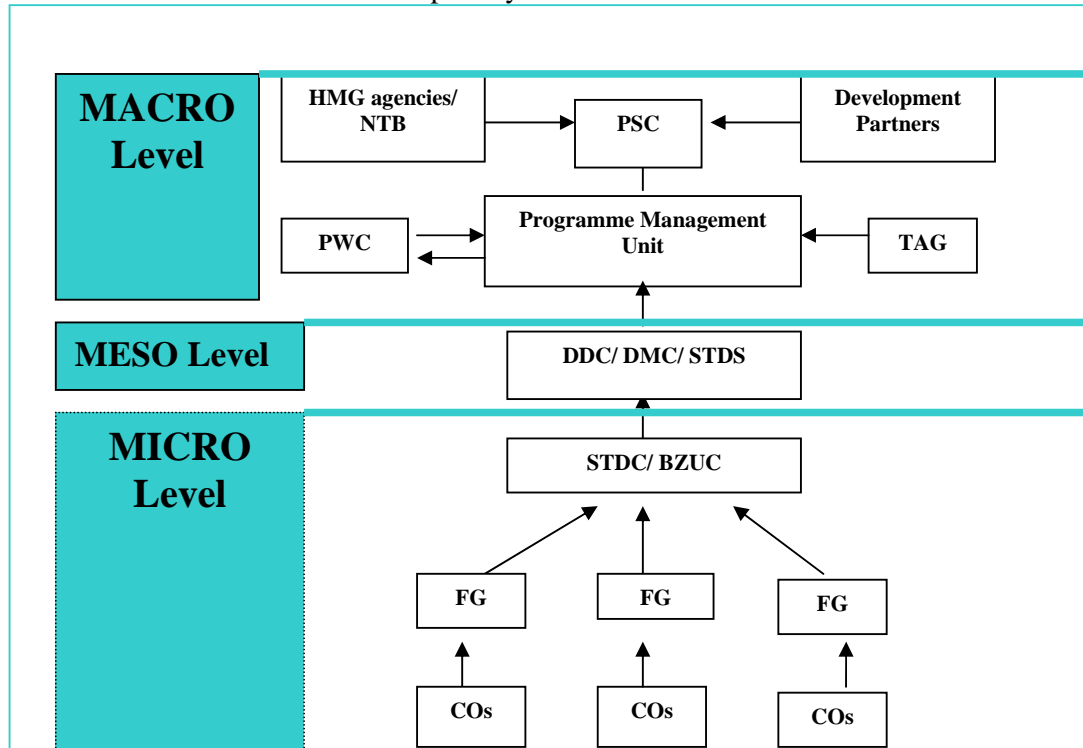 MACRO
Level
HMG agencies/
NTB
PSC
Development
Partners
PWC
Programme Management
Unit
TAG
MESO Level
DDC/ DMC/ STDS
MICRO
Level
STDC/ BZUC
FG
FG
FG
COs
COs
COs